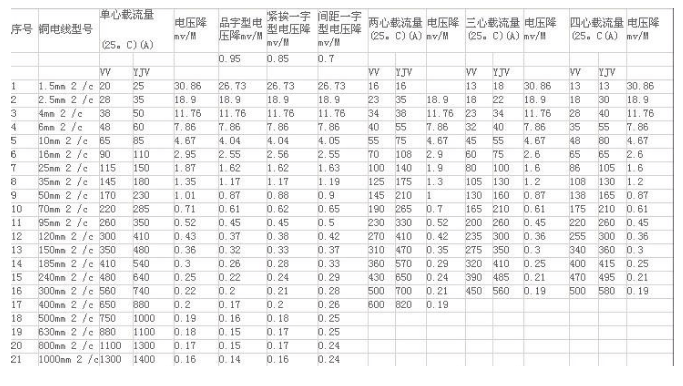 序号 铜电线型号 单心载流量(25。C)(A) 电压降mv/M 品字型电压降mv/M 紧挨一字型电压降mv/M 间距一字型电压降mv/M 两心载流量(25。C)(A) 电压降mv/M 三心载流量(25。C)(A) 电压降mv/M 四心载流量(25。C)(A) 电压降mv/M
0.95 0.85 0.7
VV YJV VV YJV VV YJV VV YJV
1 1.5mm 2 /c 20 25 30.86 26.73 26.73 26.73 16 16 13 18 30.86 13 13 30.86
2 2.5mm 2 /c 28 35 18.9 18.9 18.9 18.9 23 35 18.9 18 22 18.9 18 30 18.9
3 4mm 2 /c 38 50 11.76 11.76 11.76 11.76 34 38 11.76 23 34 11.76 28 40 11.76
4 6mm 2 /c 48 60 7.86 7.86 7.86 7.86 40 55 7.86 32 40 7.86 35 55 7.86
5 10mm 2 /c 65 85 4.67 4.04 4.04 4.05 55 75 4.67 45 55 4.67 48 80 4.67
6 16mm 2 /c 90 110 2.95 2.55 2.56 2.55 70 108 2.9 60 75 2.6 65 65 2.6
7 25mm 2 /c 115 150 1.87 1.62 1.62 1.63 100 140 1.9 80 100 1.6 86 105 1.6
8 35mm 2 /c 145 180 1.35 1.17 1.17 1.19 125 175 1.3 105 130 1.2 108 130 1.2
9 50mm 2 /c 170 230 1.01 0.87 0.88 0.9 145 210 1 130 160 0.87 138 165 0.87
10 70mm 2 /c 220 285 0.71 0.61 0.62 0.65 190 265 0.7 165 210 0.61 175 210 0.61
11 95mm 2 /c 260 350 0.52 0.45 0.45 0.5 230 330 0.52 200 260 0.45 220 260 0.45
12 120mm 2 /c 300 410 0.43 0.37 0.38 0.42 270 410 0.42 235 300 0.36 255 300 0.36
13 150mm 2 /c 350 480 0.36 0.32 0.33 0.37 310 470 0.35 275 350 0.3 340 360 0.3
14 185mm 2 /c 410 540 0.3 0.26 0.28 0.33 360 570 0.29 320 410 0.25 400 415 0.25
15 240mm 2 /c 480 640 0.25 0.22 0.24 0.29 430 650 0.24 390 485 0.21 470 495 0.21
16 300mm 2 /c 560 740 0.22 0.2 0.21 0.28 500 700 0.21 450 560 0.19 500 580 0.19
17 400mm 2 /c 650 880 0.2 0.17 0.2 0.26 600 820 0.19
18 500mm 2 /c 750 1000 0.19 0.16 0.18 0.25
19 630mm 2 /c 880 1100 0.18 0.15 0.17 0.25
20 800mm 2 /c 1100 1300 0.17 0.15 0.17 0.24
21 1000mm 2 /c 1300 1400 0.16 0.14 0.16 0.24